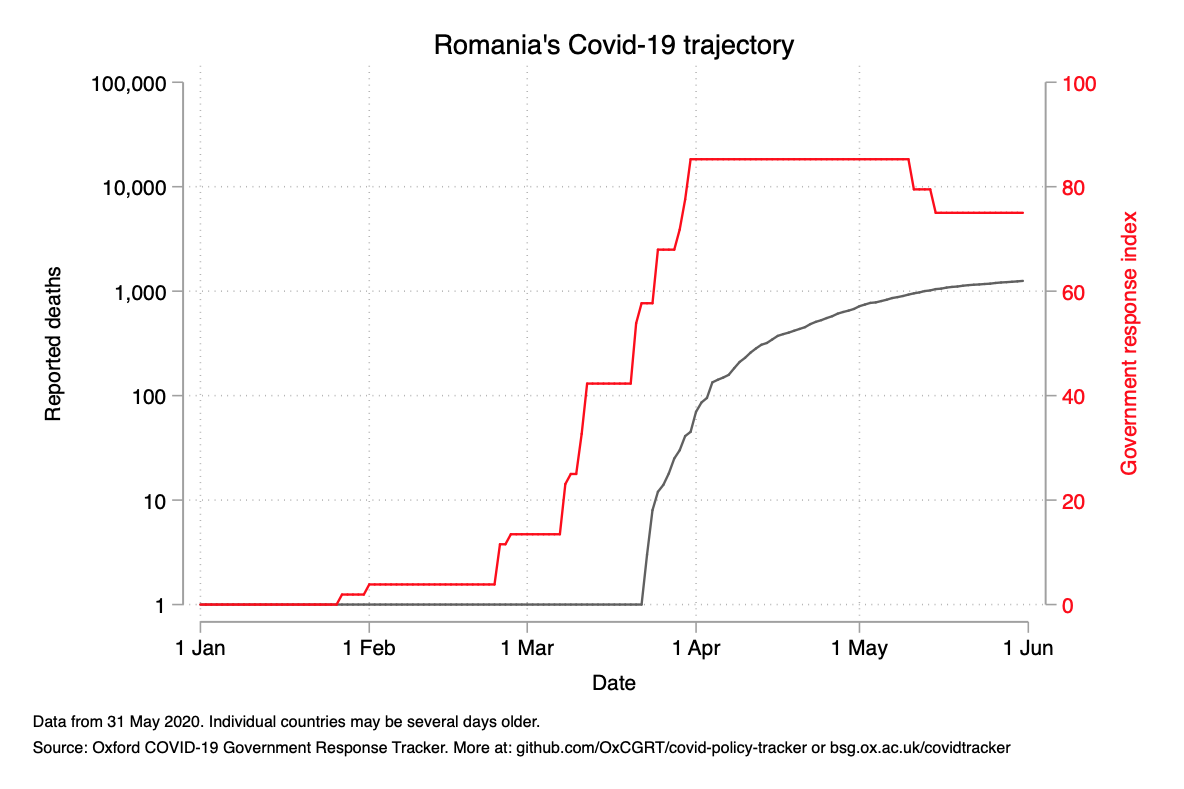 Romania's Covid-19 trajectory
100,000
10,000
1,000
100
10
1
Reported deaths
100
80
60
40
20
0
Government response index
1 Jan 1 Feb 1 Mar 1 Apr 1 May 1 Jun
Date
Data from 31 May 2020. Individual countries may be several days older.
Source: Oxford COVID-19 Government Response Tracker. More at: github.com/OxCGRT/covid-policy-tracker or bsg.ox.ac.uk/covidtracker